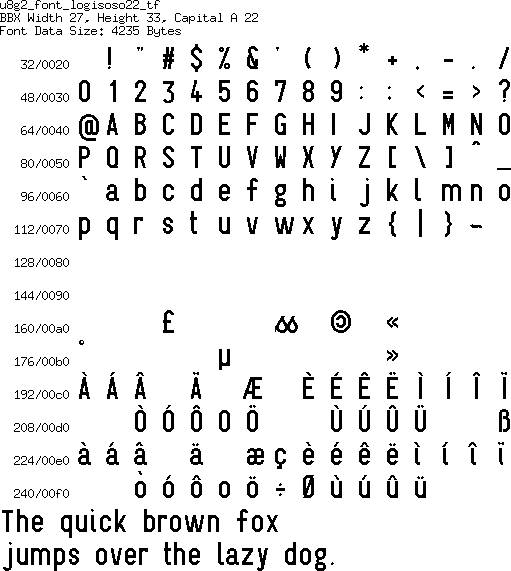 u8g2_font_logisoso22_tf
BBX Width 27, Height 33, Capital A 22
Font Data Size: 4235 Bytes
32/0020 ! " # $ % & ' ( ) * + , - . /
48/0030 0 1 2 3 4 5 6 7 8 9 : : < = > ?
64/0040 @ A B C D E F G H I J K L M N O
80/0050 P Q R S T U V W X Y Z [ \ ] ^ _
96/0060 ` a b c d e f g h i j k l m n o
112/0070 p q r s t u v w x y z { | } ~
128/0080
144/0090
160/00a0 £ © «
176/00b0 ° µ »
192/00c0 À Á Â Ä Æ È É Ê Ë Ì Í Î Ï
208/00d0 Ò Ó Ô O Ö Ù Ú Û Ü ß
224/00e0 à á â ä æ ç è é ê ë ì í î ï
240/00f0 ò ó ô o ö ÷ Ø ù ú û ü
The quick brown fox
jumps over the lazy dog.